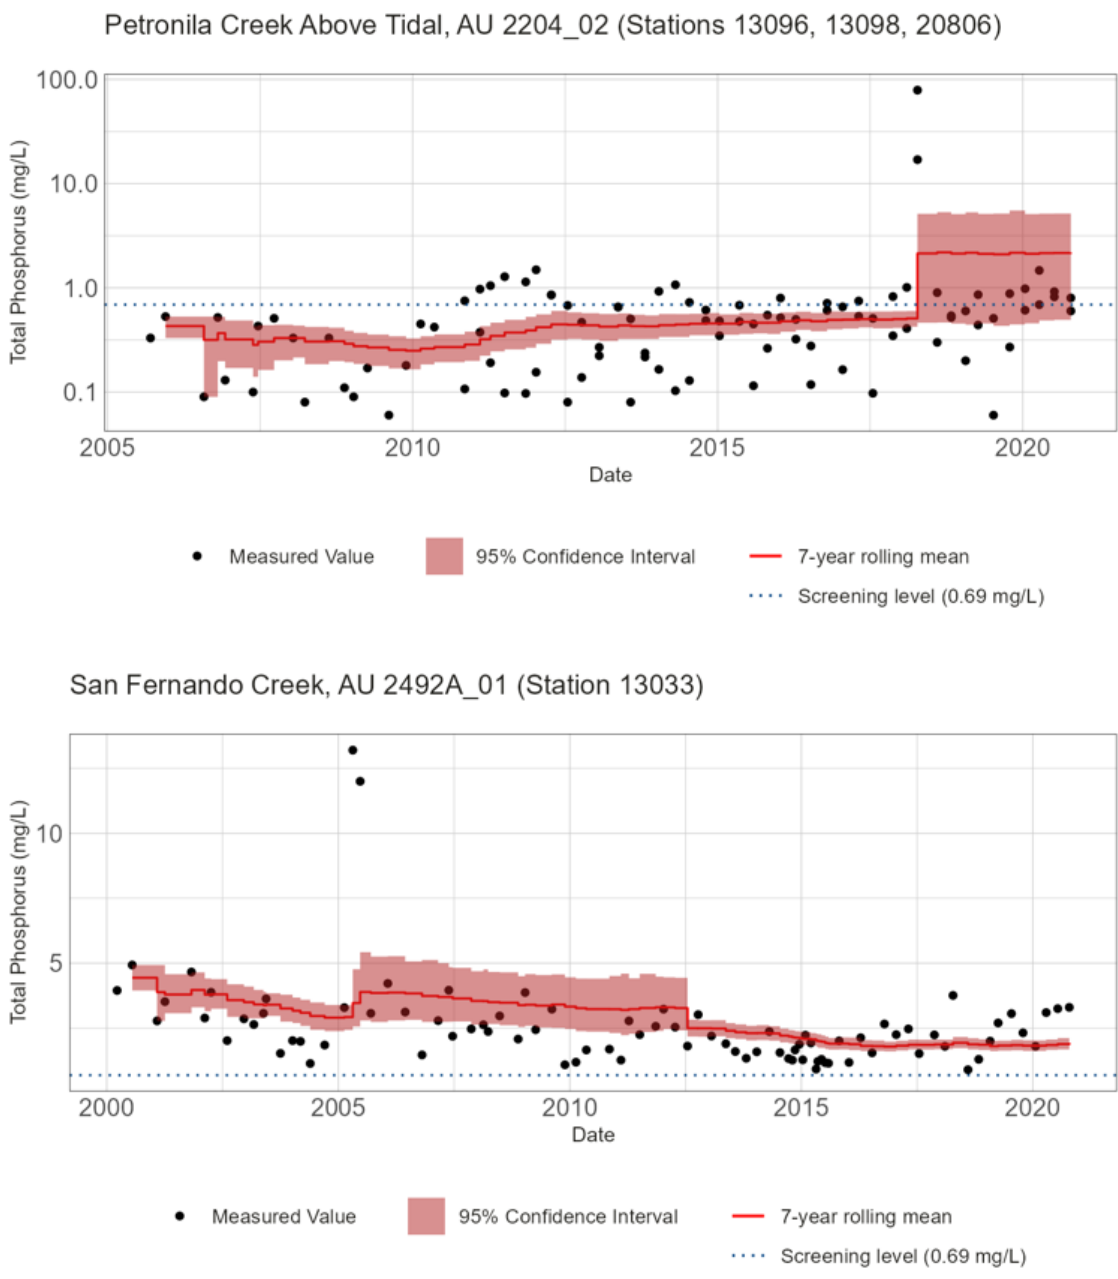 Petronila Creek Above Tidal, AU 2204_02 (Stations 13096, 13098, 20806)
Total Phosphorus (mg/L)
100.0
10.0
1.0
0.1
2005 2010 2015 2020
Date
Measured Value 95% Confidence Interval 7-year rolling mean
Screening level (0.69 mg/L)
San Fernando Creek, AU 2492A_01 (Station 13033)
Total Phosphorus (mg/L)
10
5
2000 2005 2010 2015 2020
Date
Measured Value 95% Confidence Interval 7-year rolling mean
Screening level (0.69 mg/L)